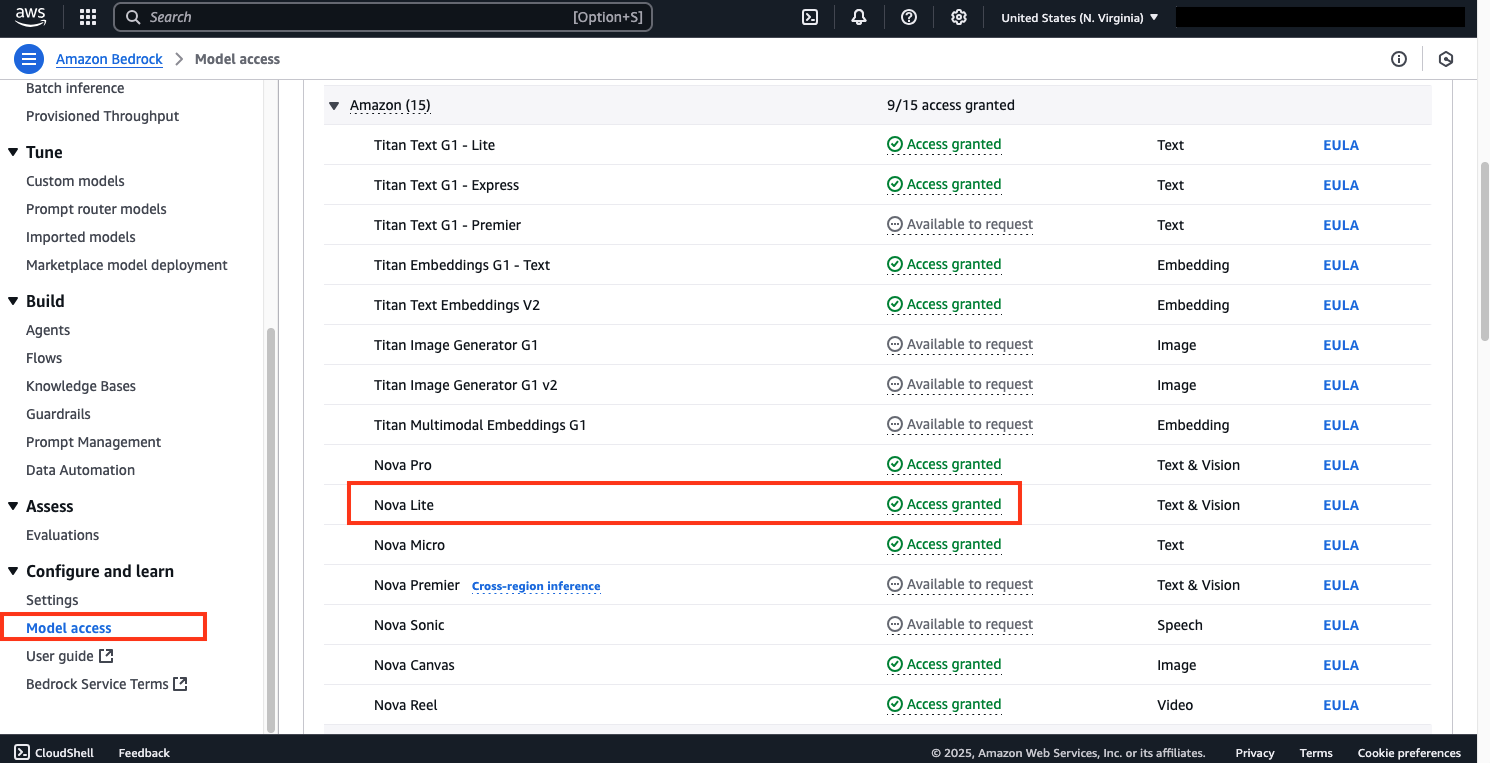 aws
Search [Option+S] United States (N. Virginia)
Amazon Bedrock Model access
Batch inference
Provisioned Throughput
Tune
Custom models
Prompt router models
Imported models
Marketplace model deployment
Build
Agents
Flows
Knowledge Bases
Guardrails
Prompt Management
Data Automation
Assess
Evaluations
Configure and learn
Settings
Model access
User guide
Bedrock Service Terms
Amazon (15) 9/15 access granted
Titan Text G1 - Lite Access granted Text EULA
Titan Text G1 - Express Access granted Text EULA
Titan Text G1 - Premier Available to request Text EULA
Titan Embeddings G1 - Text Access granted Embedding EULA
Titan Text Embeddings V2 Access granted Embedding EULA
Titan Image Generator G1 Available to request Image EULA
Titan Image Generator G1 v2 Available to request Image EULA
Titan Multimodal Embeddings G1 Available to request Embedding EULA
Nova Pro Access granted Text & Vision EULA
Nova Lite Access granted Text & Vision EULA
Nova Micro Access granted Text EULA
Nova Premier Cross-region inference Available to request Text & Vision EULA
Nova Sonic Available to request Speech EULA
Nova Canvas Access granted Image EULA
Nova Reel Access granted Video EULA
CloudShell Feedback © 2025, Amazon Web Services, Inc. or its affiliates. Privacy Terms Cookie preferences